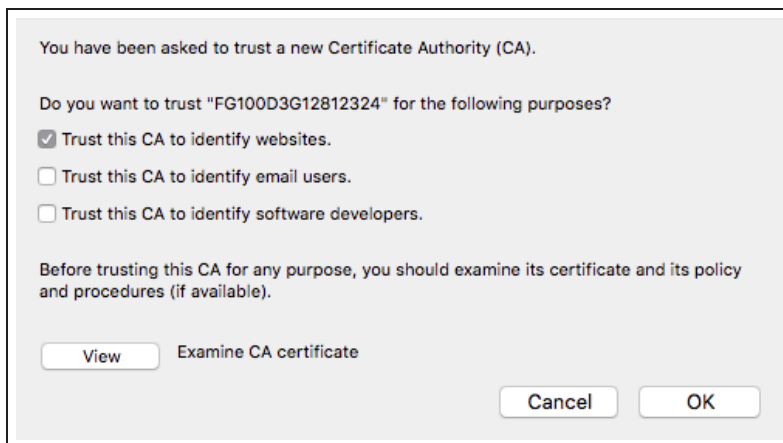 You have been asked to trust a new Certificate Authority (CA).
Do you want to trust "FG100D3G12812324" for the following purposes?
Trust this CA to identify websites.
Trust this CA to identify email users.
Trust this CA to identify software developers.
Before trusting this CA for any purpose, you should examine its certificate and its policy
and procedures (if available).
View Examine CA certificate
Cancel OK